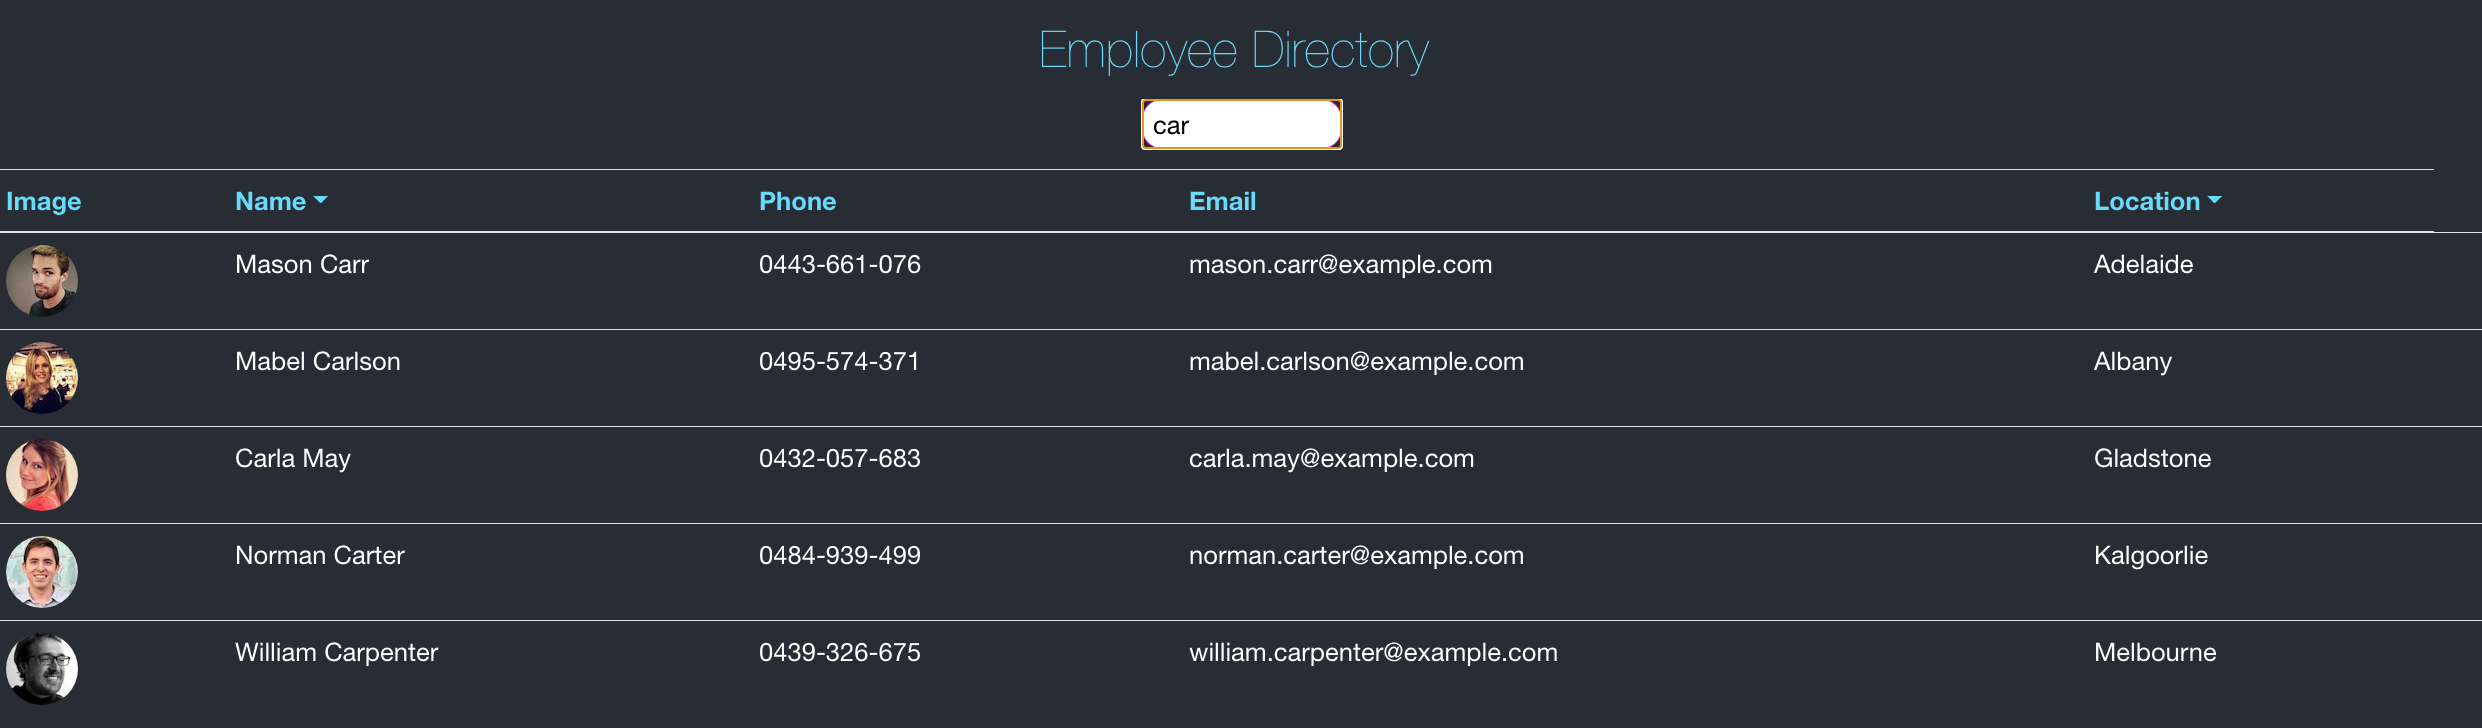 Employee Directory
car
Image Name Phone Email Location
Mason Carr 0443-661-076 mason.carr@example.com Adelaide
Mabel Carlson 0495-574-371 mabel.carlson@example.com Albany
Carla May 0432-057-683 carla.may@example.com Gladstone
Norman Carter 0484-939-499 norman.carter@example.com Kalgoorlie
William Carpenter 0439-326-675 william.carpenter@example.com Melbourne